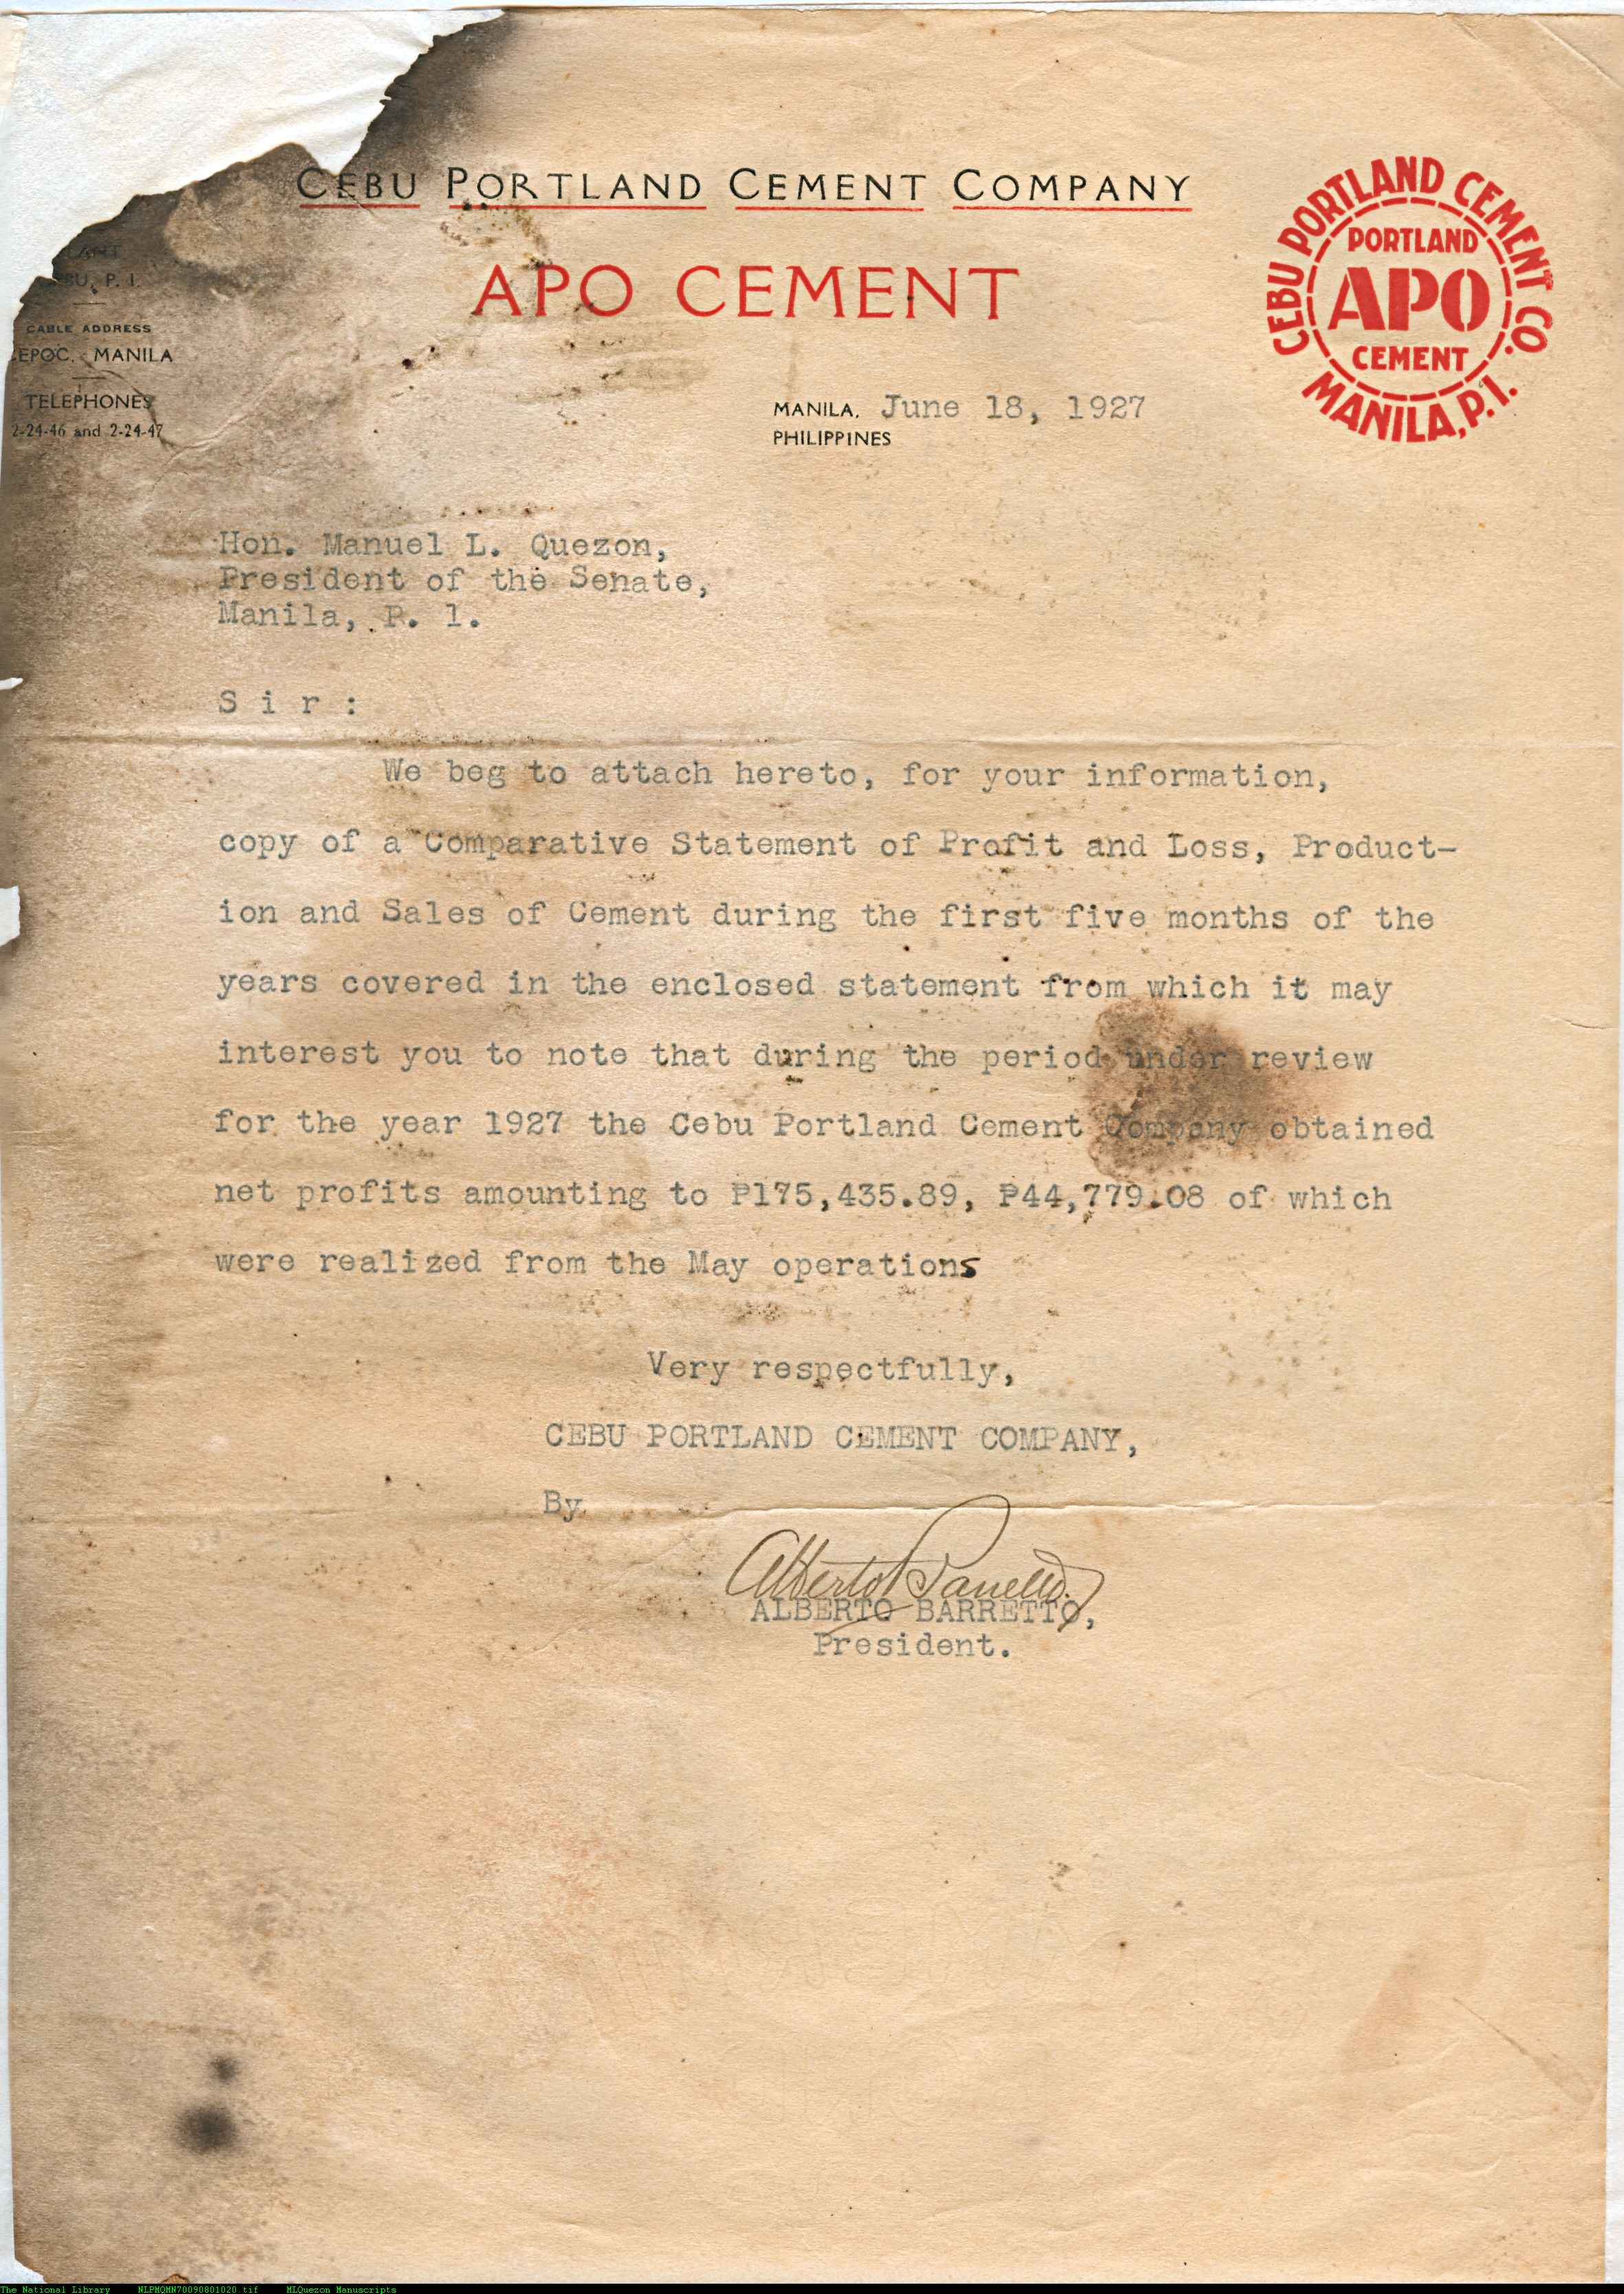 CEBU PORTLAND CEMENT COMPANY
APO CEMENT
CEBU PORTLAND CEMENT CO.
PORTLAND
APO
CEMENT
MANILA, P. I.
P. I.
CABLE ADDRESS
MANILA
TELEPHONES
2-24-46 and 2-24-47
MANILA, June 18, 1927
PHILIPPINES
Hon. Manuel L. Quezon,
President of the Senate,
Manila, P. I.
S i r :
We beg to attach hereto, for your information,
copy of a Comparative Statement of Profit and Loss, Product-
ion and Sales of Cement during the first five months of the
years covered in the enclosed statement from which it may
interest you to note that during the period under review
for the year 1927 the Cebu Portland Cement Company obtained
net profits amounting to ₱175,435.89, ₱44,779.08 of which
were realized from the May operations
Very respectfully,
CEBU PORTLAND CEMENT COMPANY,
By
Alberto Barretto
ALBERTO BARRETTO,
President.
The National Library NLPMQMN70090801020.tif MLQuezon Manuscripts